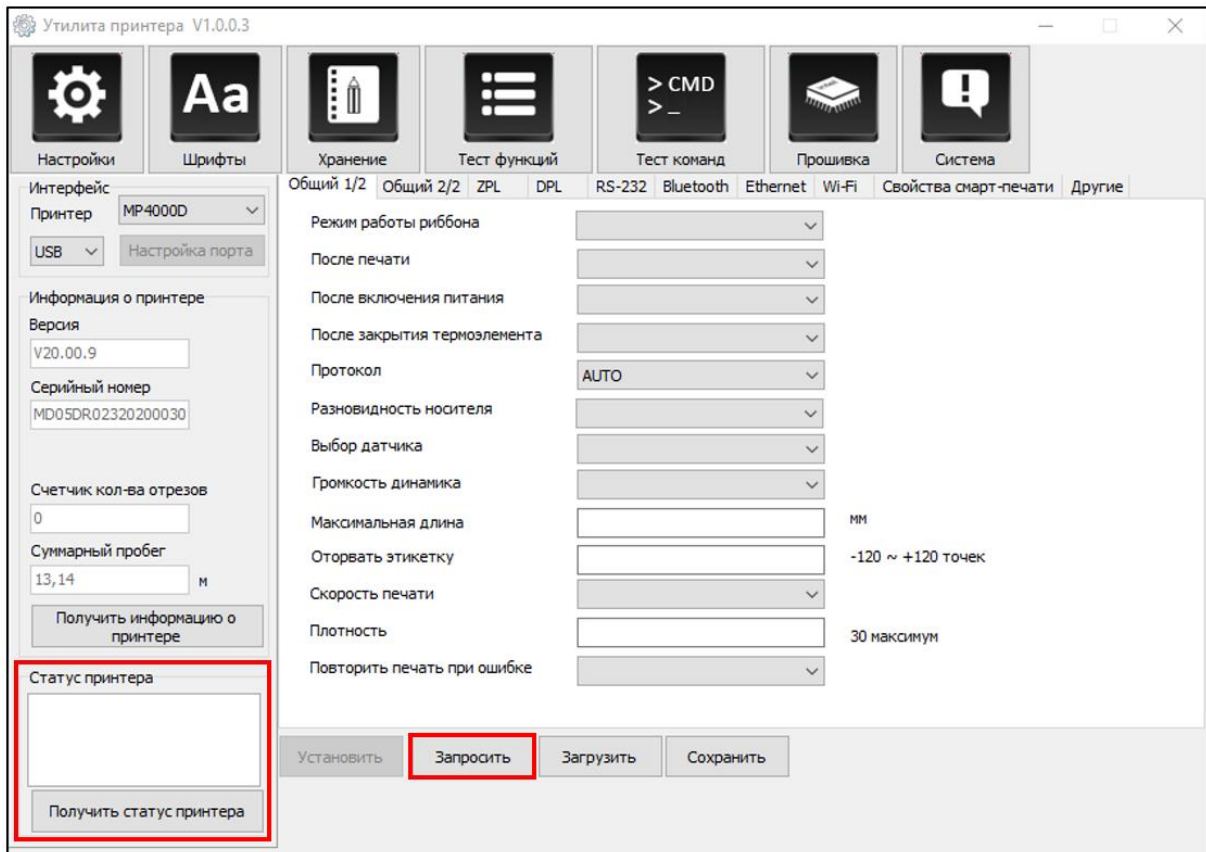 Утилита принтера V1.0.0.3
Aa
> CMD
> _
Настройки
Шрифты
Хранение
Тест функций
Тест команд
Прошивка
Система
Интерфейс
Принтер
MP4000D
USB
Настройка порта
Информация о принтере
Версия
V20.00.9
Серийный номер
MD05DR02320200030
Счетчик кол-ва отрезов
0
Суммарный пробег
13,14
м
Получить информацию о
принтере
Статус принтера
Получить статус принтера
Общий 1/2
Общий 2/2
ZPL
DPL
RS-232
Bluetooth
Ethernet
Wi-Fi
Свойства смарт-печати
Другие
Режим работы риббона
После печати
После включения питания
После закрытия термоэлемента
Протокол
AUTO
Разновидность носителя
Выбор датчика
Громкость динамика
Максимальная длина
мм
Оторвать этикетку
-120 ~ +120 точек
Скорость печати
Плотность
30 максимум
Повторить печать при ошибке
Установить
Запросить
Загрузить
Сохранить